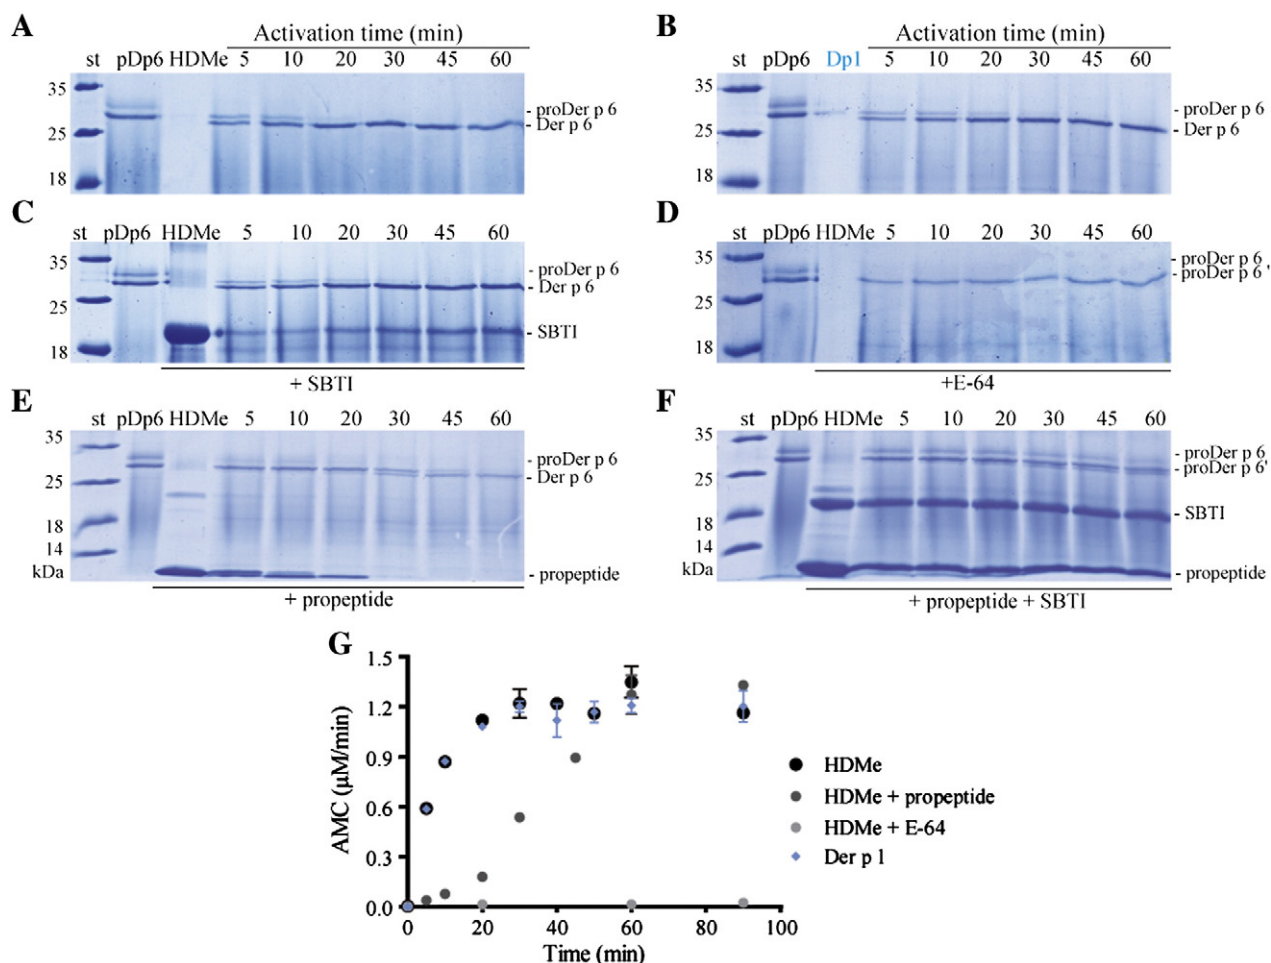 A
Activation time (min)
st pDp6 HDMe 5 10 20 30 45 60
35
25
18
- proDer p 6
Der p 6 -
B
Activation time (min)
st pDp6 Dp1 5 10 20 30 45 60
35
25
18
- proDer p 6
- Der p 6
C
st pDp6 HDMe 5 10 20 30 45 60
35
25
18
- proDer p 6
- Der p 6
- SBTI
+ SBTI
D
st pDp6 HDMe 5 10 20 30 45 60
35
25
18
- proDer p 6
- proDer p 6 '
+E-64
E
st pDp6 HDMe 5 10 20 30 45 60
35
25
18
14
kDa
- proDer p 6
- Der p 6
- propeptide
+ propeptide
F
st pDp6 HDMe 5 10 20 30 45 60
35
25
18
14
kDa
- proDer p 6
- proDer p 6'
- SBTI
- propeptide
+ propeptide + SBTI
G
AMC (µM/min)
1.5
1.2
0.9
0.6
0.3
0.0
0 20 40 60 80 100
Time (min)
HDMe
HDMe + propeptide
HDMe + E-64
Der p 1